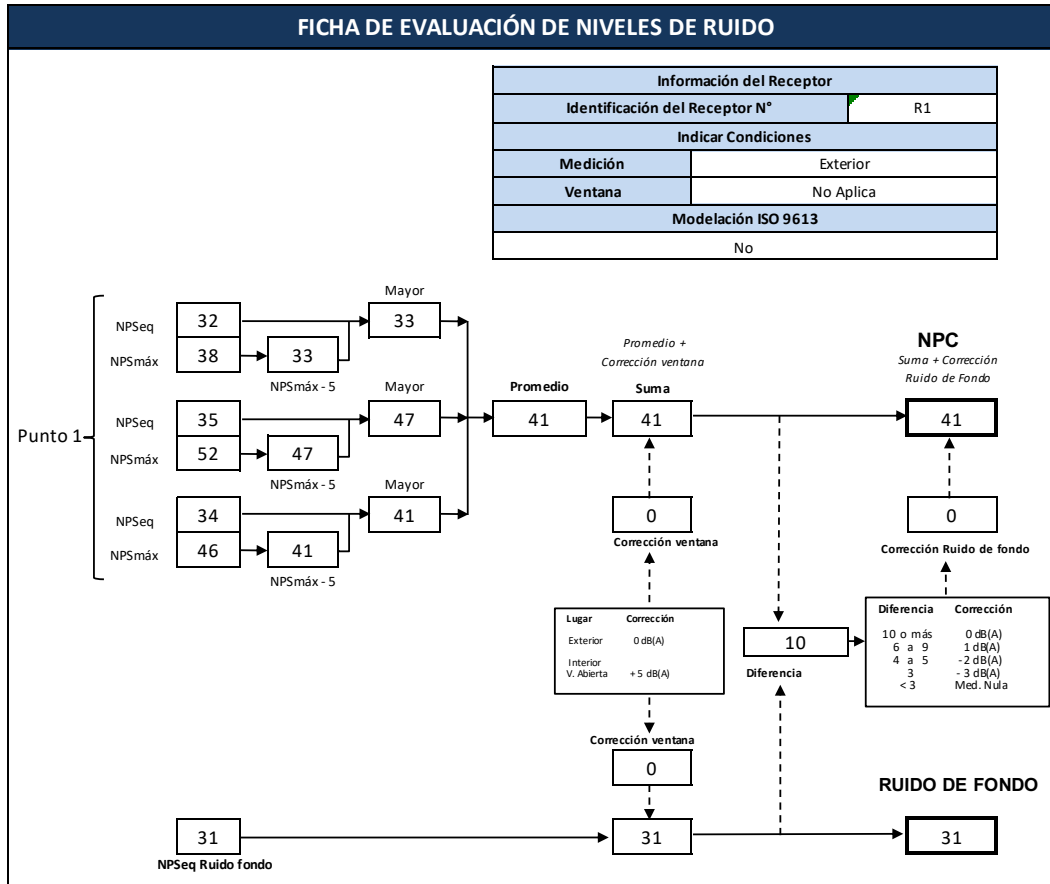 FICHA DE EVALUACIÓN DE NIVELES DE RUIDO
Información del Receptor
Identificación del Receptor N° R1
Indicar Condiciones
Medición Exterior
Ventana No Aplica
Modelación ISO 9613
No
Punto 1
Mayor
NPSeq 32 33
NPSmáx 38 33
NPSmáx - 5
Mayor
NPSeq 35 47
NPSmáx 52 47
NPSmáx - 5
Mayor
NPSeq 34 41
NPSmáx 46 41
NPSmáx - 5
Promedio
41
Promedio +
Corrección ventana
Suma
41
NPC
Suma + Corrección
Ruido de Fondo
41
0
Corrección ventana
0
Corrección Ruido de fondo
Lugar Corrección
Exterior 0 dB(A)
Interior
V. Abierta + 5 dB(A)
10
Diferencia
Diferencia Corrección
10 o más 0 dB(A)
6 a 9 1 dB(A)
4 a 5 -2 dB(A)
3 - 3 dB(A)
< 3 Med. Nula
Corrección ventana
0
RUIDO DE FONDO
31 31 31
NPSeq Ruido fondo